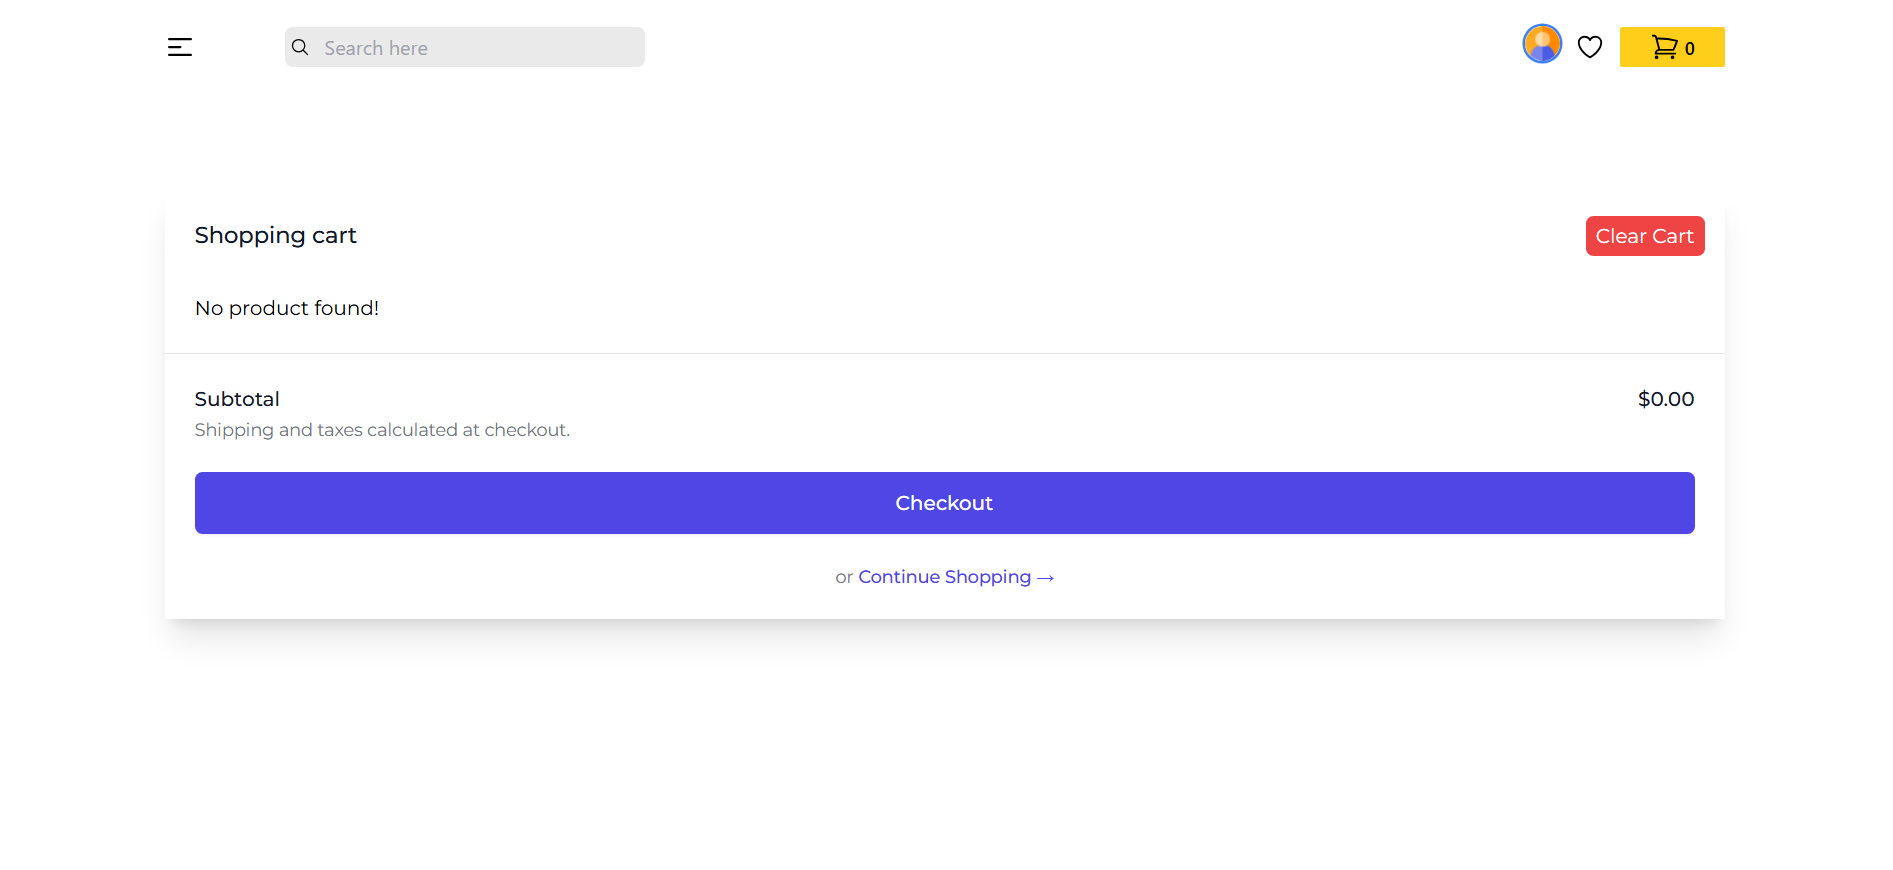 Search here
0
Shopping cart
Clear Cart
No product found!
Subtotal
$0.00
Shipping and taxes calculated at checkout.
Checkout
or Continue Shopping →